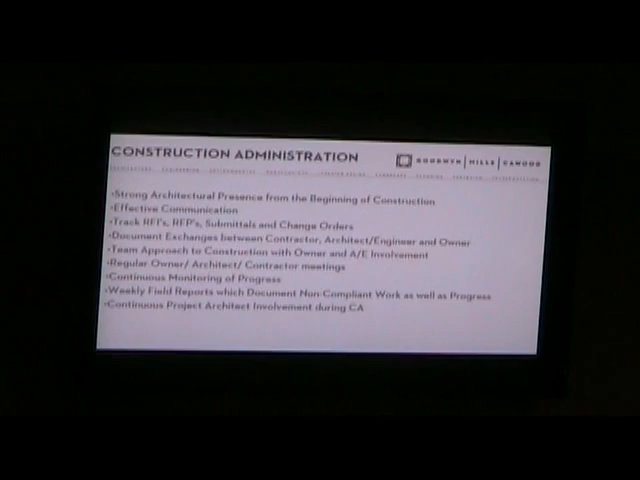 CONSTRUCTION ADMINISTRATION
GOODWYN | MILLS | CAWOOD
•Strong Architectural Presence from the Beginning of Construction
•Effective Communication
•Track RFI's, RFP's, Submittals and Change Orders
•Document Exchanges between Contractor, Architect/Engineer and Owner
•Team Approach to Construction with Owner and A/E Involvement
•Regular Owner/ Architect/ Contractor meetings
•Continuous Monitoring of Progress
•Weekly Field Reports which Document Non-Compliant Work as well as Progress
•Continuous Project Architect Involvement during CA